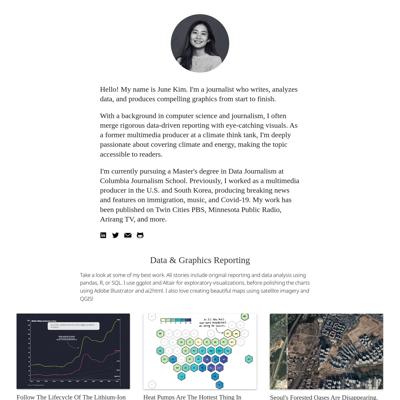 Hello! My name is June Kim. I'm a journalist who writes, analyzes
data, and produces compelling graphics from start to finish.
With a background in computer science and journalism, I often
merge rigorous data-driven reporting with eye-catching visuals. As
a former multimedia producer at a climate think tank, I'm deeply
passionate about covering climate and energy, making the topic
accessible to readers.
I'm currently pursuing a Master's degree in Data Journalism at
Columbia Journalism School. Previously, I worked as a multimedia
producer in the U.S. and South Korea, producing breaking news
and features on immigration, music, and Covid-19. My work has
been published on Twin Cities PBS, Minnesota Public Radio,
Arirang TV, and more.
Data & Graphics Reporting
Take a look at some of my best work. All stories include original reporting and data analysis using
pandas, R, or SQL. I use ggplot and Altair for exploratory visualizations, before polishing the charts
using Adobe Illustrator and ai2html. I also love creating beautiful maps using satellite imagery and
QGIS!
Follow The Lifecycle Of The Lithium-Ion
Heat Pumps Are The Hottest Thing In
Seoul's Forested Oases Are Disappearing.